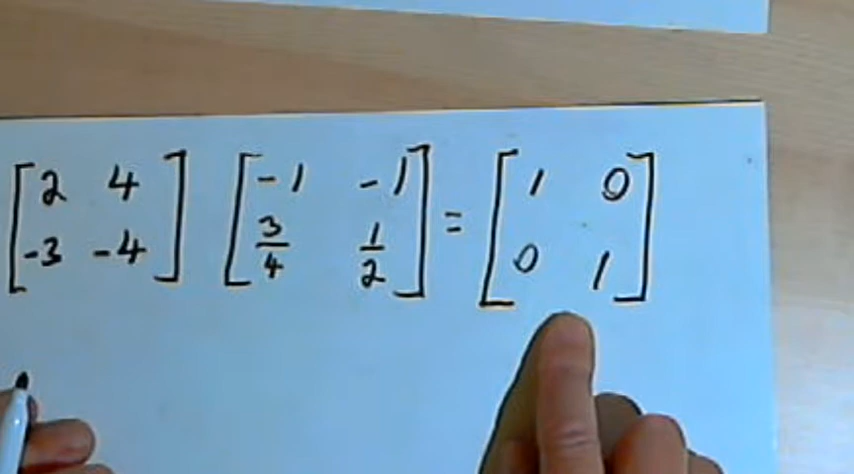 [2 4] [-1 -1] = [1 0]
[-3 -4] [3/4 1/2] [0 1]